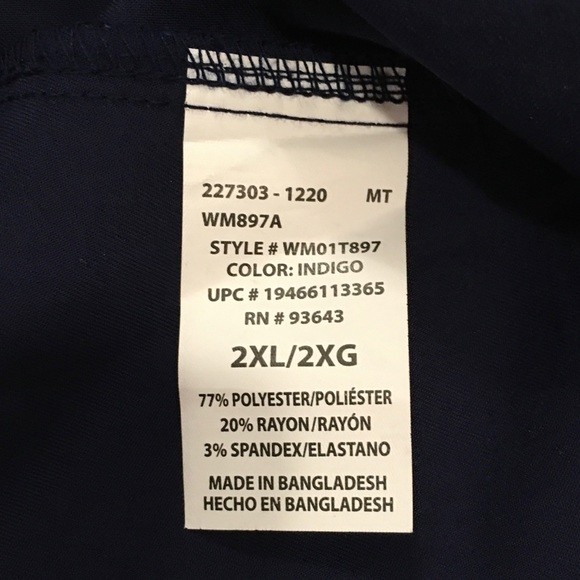 227303 - 1220 MT
WM897A
STYLE # WM01T897
COLOR: INDIGO
UPC # 19466113365
RN # 93643
2XL/2XG
77% POLYESTER/POLIÉSTER
20% RAYON/RAYÓN
3% SPANDEX/ELASTANO
MADE IN BANGLADESH
HECHO EN BANGLADESH